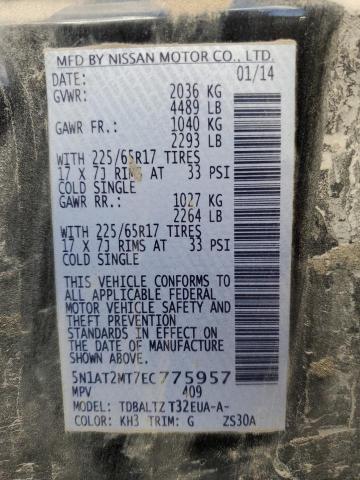 MFD BY NISSAN MOTOR CO., LTD.
DATE: 01/14
GVWR: 2036 KG
4489 LB
GAWR FR.: 1040 KG
2293 LB
WITH 225/65R17 TIRES
17 X 7J RIMS AT 33 PSI
COLD SINGLE
GAWR RR.: 1027 KG
2264 LB
WITH 225/65R17 TIRES
17 X 7J RIMS AT 33 PSI
COLD SINGLE
THIS VEHICLE CONFORMS TO
ALL APPLICABLE FEDERAL
MOTOR VEHICLE SAFETY AND
THEFT PREVENTION
STANDARDS IN EFFECT ON THE
DATE OF MANUFACTURE
SHOWN ABOVE.
5N1AT2MT7EC775957
MPV 409
MODEL: TDBALTZ T32EUA-A-
COLOR: KH3 TRIM: G ZS30A